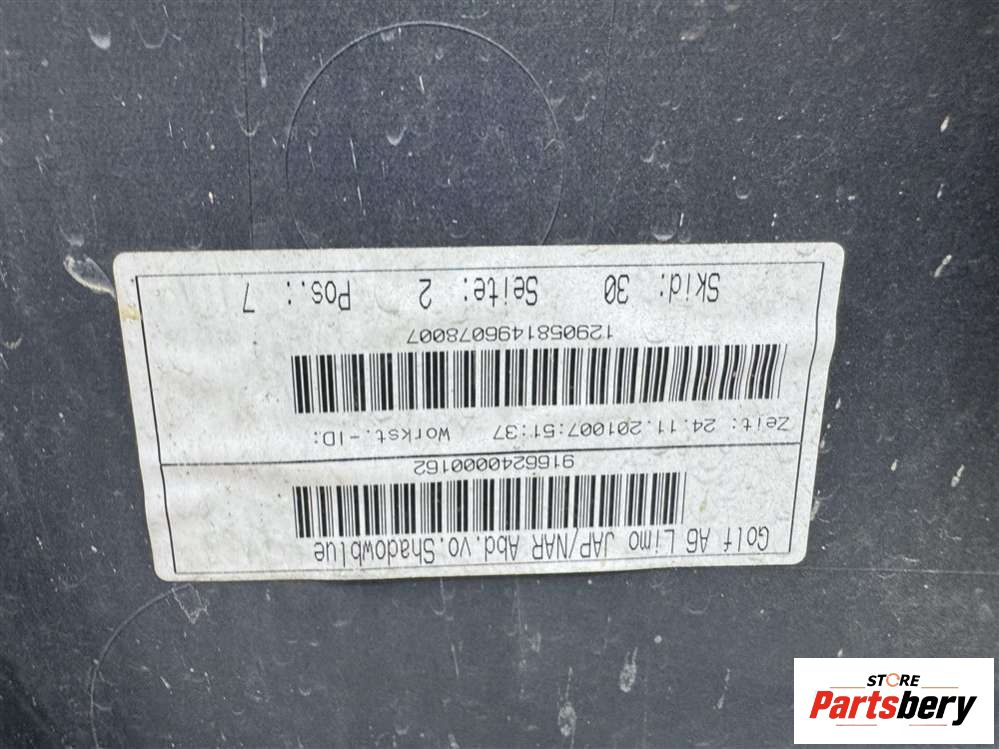 Golf A6 Limo JAP/NAR Abd.vo.Shadowblue
9166240000162
Zeit: 24.11.201007:51:37 Workst.-ID:
1290581496078007
Skid: 30 Seite: 2 Pos.: 7
STORE
Partsbery